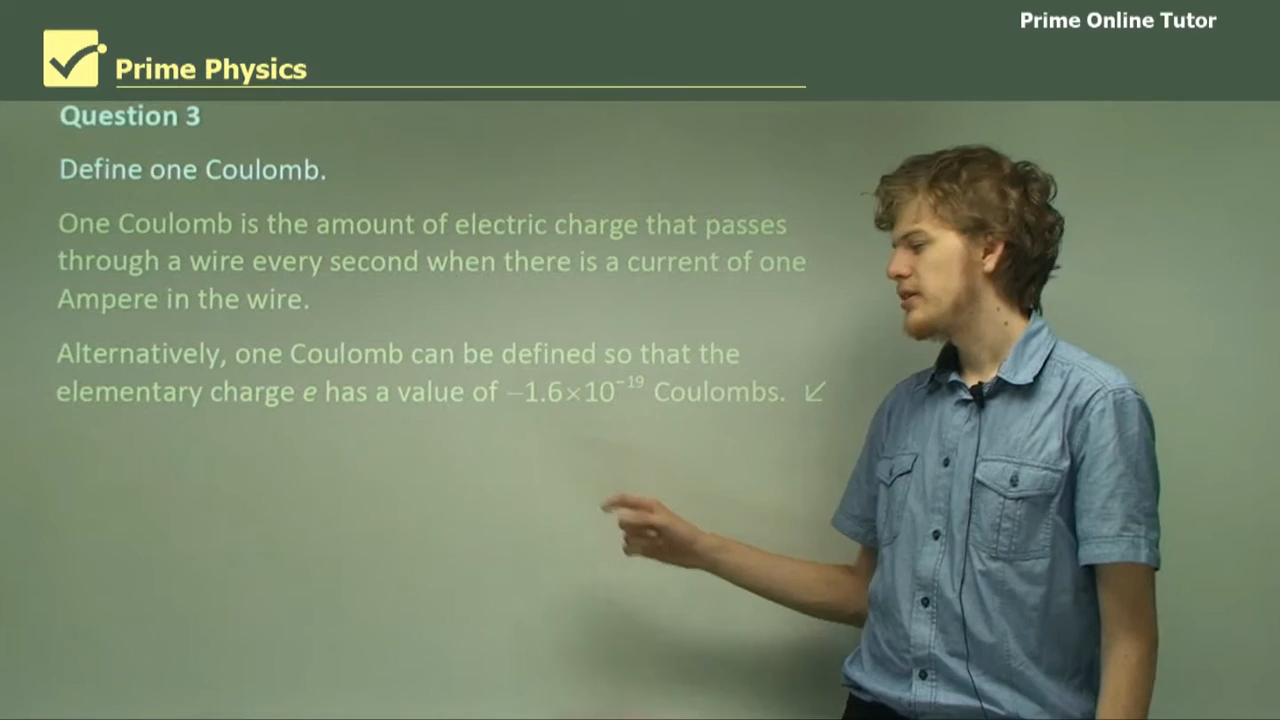 Prime Online Tutor
Prime Physics
Question 3
Define one Coulomb.
One Coulomb is the amount of electric charge that passes
through a wire every second when there is a current of one
Ampere in the wire.
Alternatively, one Coulomb can be defined so that the
elementary charge e has a value of −1.6×10⁻¹⁹ Coulombs. ↙